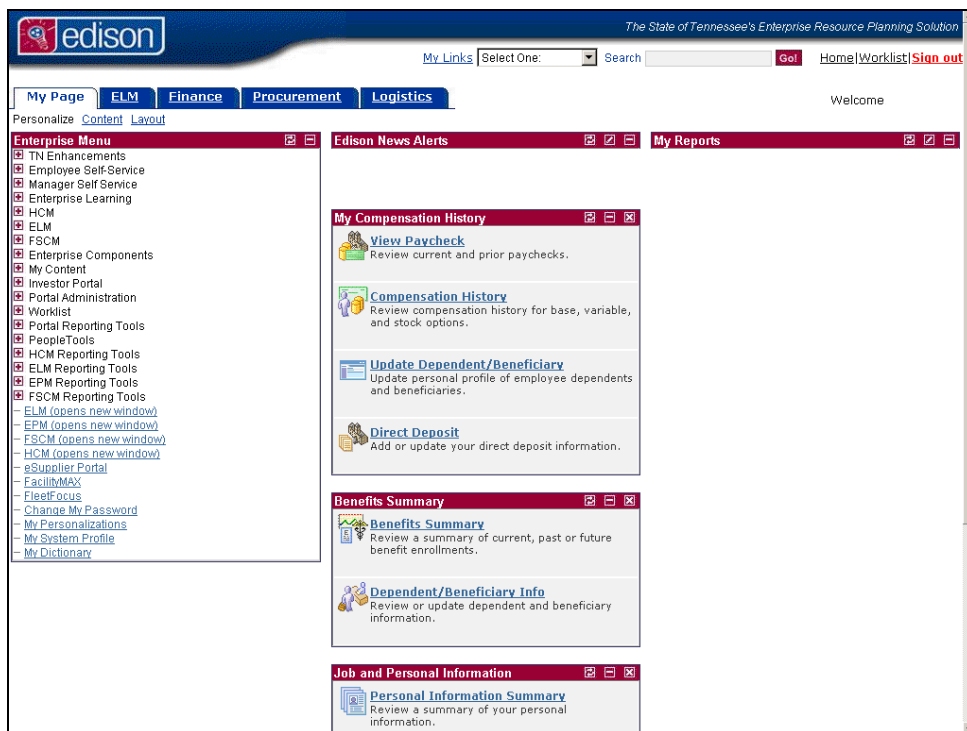 edison
The State of Tennessee's Enterprise Resource Planning Solution
My Links Select One: Search Go! Home|Worklist|Sign out
My Page ELM Finance Procurement Logistics
Welcome
Personalize Content Layout
Enterprise Menu
TN Enhancements
Employee Self-Service
Manager Self Service
Enterprise Learning
HCM
ELM
FSCM
Enterprise Components
My Content
Investor Portal
Portal Administration
Worklist
Portal Reporting Tools
PeopleTools
HCM Reporting Tools
ELM Reporting Tools
EPM Reporting Tools
FSCM Reporting Tools
ELM (opens new window)
EPM (opens new window)
FSCM (opens new window)
HCM (opens new window)
eSupplier Portal
FacilityMAX
FleetFocus
Change My Password
My Personalizations
My System Profile
My Dictionary
Edison News Alerts
My Compensation History
View Paycheck
Review current and prior paychecks.
Compensation History
Review compensation history for base, variable,
and stock options.
Update Dependent/Beneficiary
Update personal profile of employee dependents
and beneficiaries.
Direct Deposit
Add or update your direct deposit information.
Benefits Summary
Benefits Summary
Review a summary of current, past or future
benefit enrollments.
Dependent/Beneficiary Info
Review or update dependent and beneficiary
information.
Job and Personal Information
Personal Information Summary
Review a summary of your personal
information.
My Reports